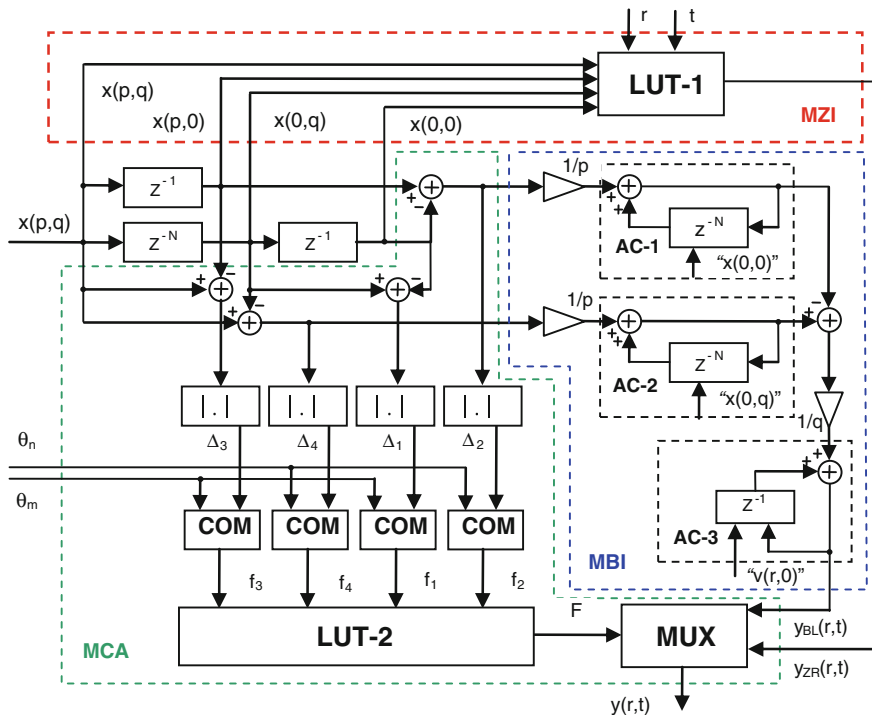 r t
LUT-1
MZI
x(p,q)
x(p,0)
x(0,q)
x(0,0)
1/p
z-1
+
+
−
+
+
+
z-N
AC-1
"x(0,0)"
x(p,q)
z-N
z-1
+
−
+
+
−
+
−
+
1/p
+
+
+
z-N
AC-2
"x(0,q)"
−
+
+
1/q
| . |
| . |
| . |
| . |
Δ3
Δ4
Δ1
Δ2
θn
θm
+
+
+
z-1
AC-3
"v(r,0)"
MBI
COM
COM
COM
COM
f3
f4
f1
f2
F
LUT-2
MUX
MCA
yBL(r,t)
yZR(r,t)
y(r,t)